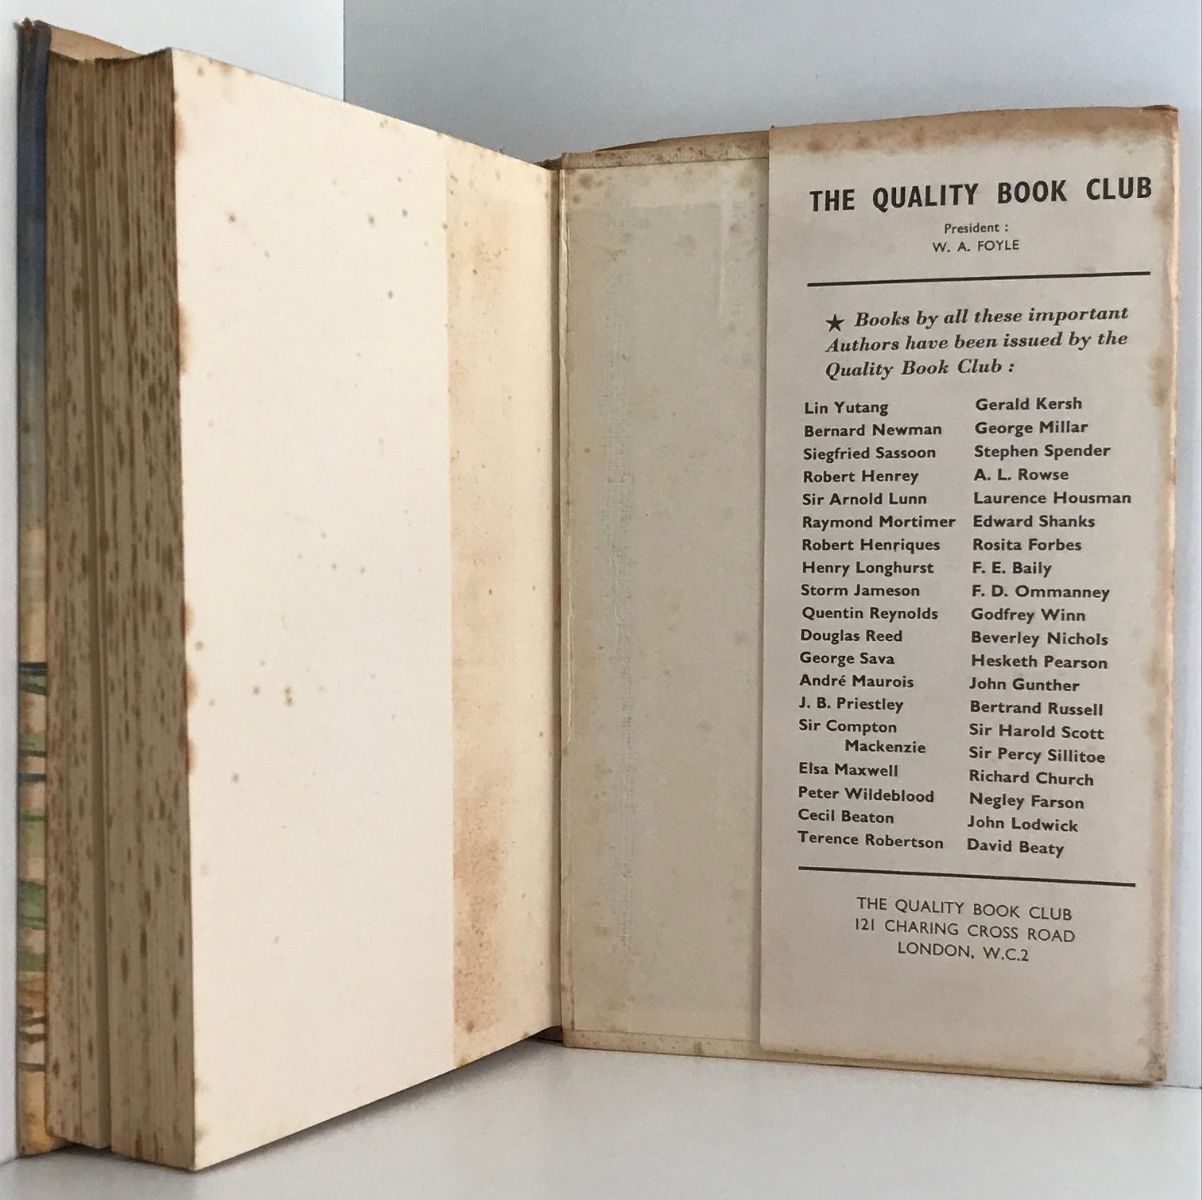 THE QUALITY BOOK CLUB
President :
W. A. FOYLE
★ Books by all these important
Authors have been issued by the
Quality Book Club :
Lin Yutang
Bernard Newman
Siegfried Sassoon
Robert Henrey
Sir Arnold Lunn
Raymond Mortimer
Robert Henriques
Henry Longhurst
Storm Jameson
Quentin Reynolds
Douglas Reed
George Sava
André Maurois
J. B. Priestley
Sir Compton
Mackenzie
Elsa Maxwell
Peter Wildeblood
Cecil Beaton
Terence Robertson
Gerald Kersh
George Millar
Stephen Spender
A. L. Rowse
Laurence Housman
Edward Shanks
Rosita Forbes
F. E. Baily
F. D. Ommanney
Godfrey Winn
Beverley Nichols
Hesketh Pearson
John Gunther
Bertrand Russell
Sir Harold Scott
Sir Percy Sillitoe
Richard Church
Negley Farson
John Lodwick
David Beaty
THE QUALITY BOOK CLUB
121 CHARING CROSS ROAD
LONDON, W.C.2